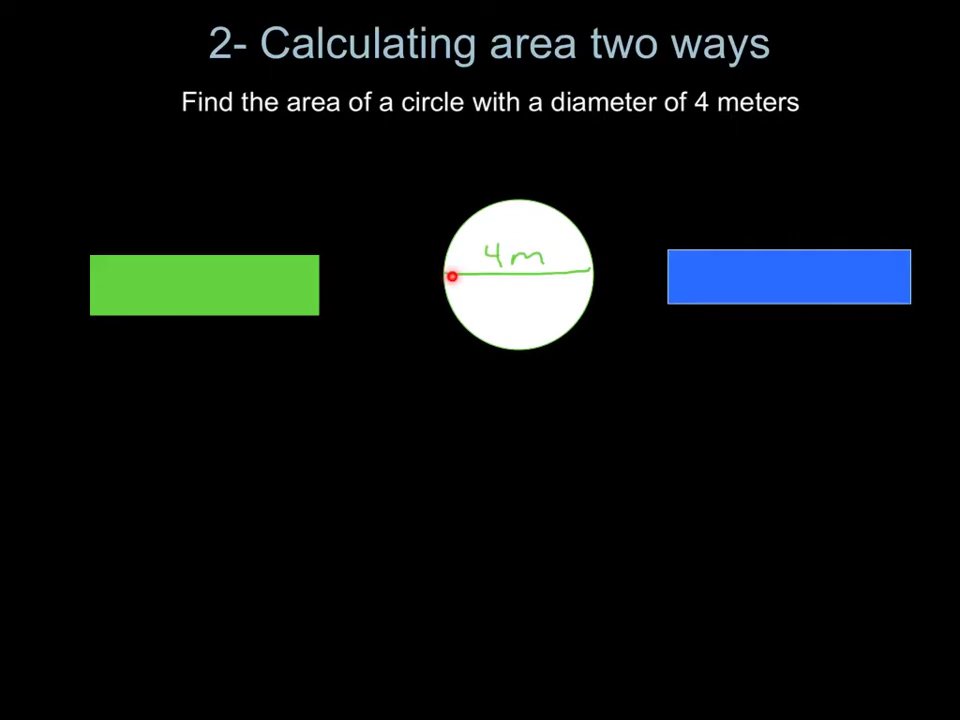 2- Calculating area two ways
Find the area of a circle with a diameter of 4 meters
4m